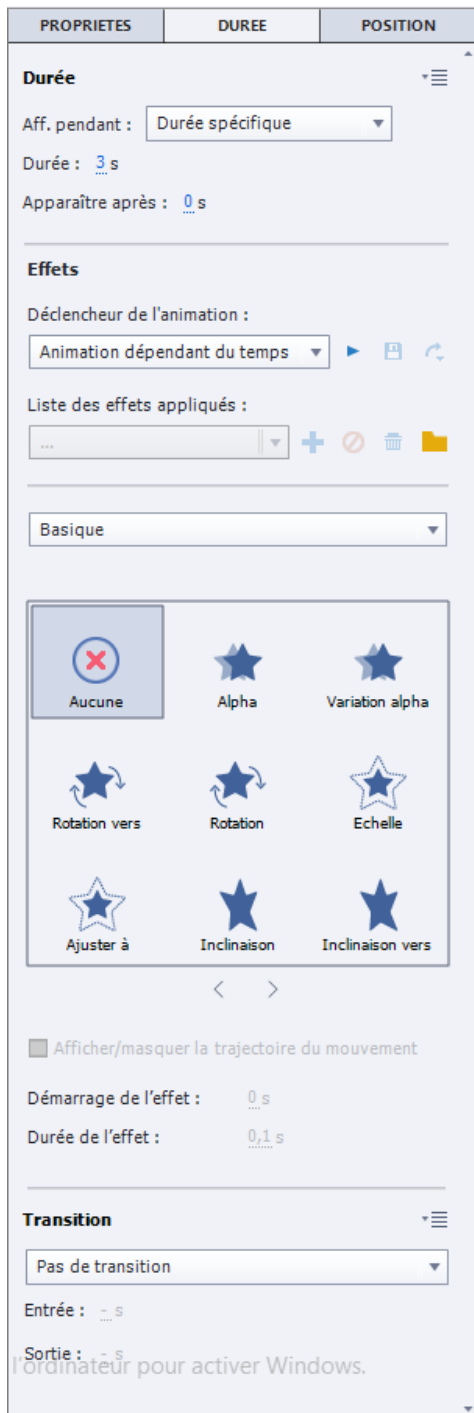 PROPRIETES DUREE POSITION
Durée
Aff. pendant : Durée spécifique
Durée : 3 s
Apparaître après : 0 s
Effets
Déclencheur de l'animation :
Animation dépendant du temps
Liste des effets appliqués :
...
Basique
Aucune Alpha Variation alpha
Rotation vers Rotation Echelle
Ajuster à Inclinaison Inclinaison vers
Afficher/masquer la trajectoire du mouvement
Démarrage de l'effet : 0 s
Durée de l'effet : 0,1 s
Transition
Pas de transition
Entrée : - s
Sortie : - s
l'ordinateur pour activer Windows.